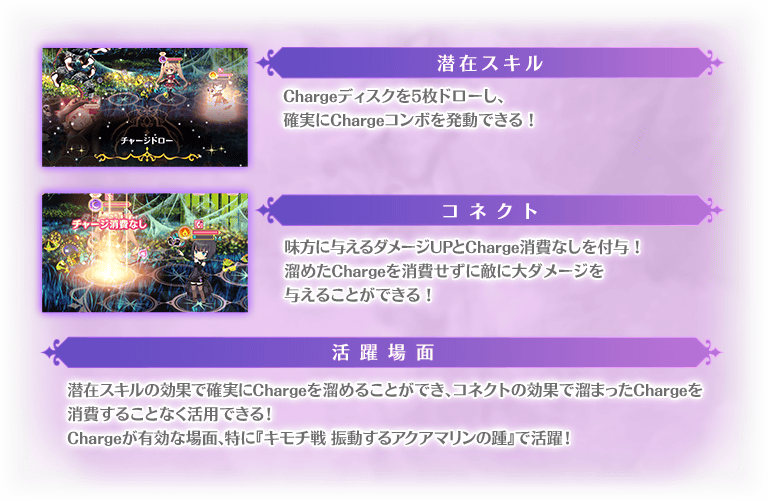 潜在スキル
Chargeディスクを5枚ドローし、
確実にChargeコンボを発動できる！
チャージドロー
コネクト
味方に与えるダメージUPとCharge消費なしを付与！
溜めたChargeを消費せずに敵に大ダメージを
与えることができる！
チャージ消費なし
活躍場面
潜在スキルの効果で確実にChargeを溜めることができ、コネクトの効果で溜まったChargeを
消費することなく活用できる！
Chargeが有効な場面、特に『キモチ戦 振動するアクアマリンの踵』で活躍！